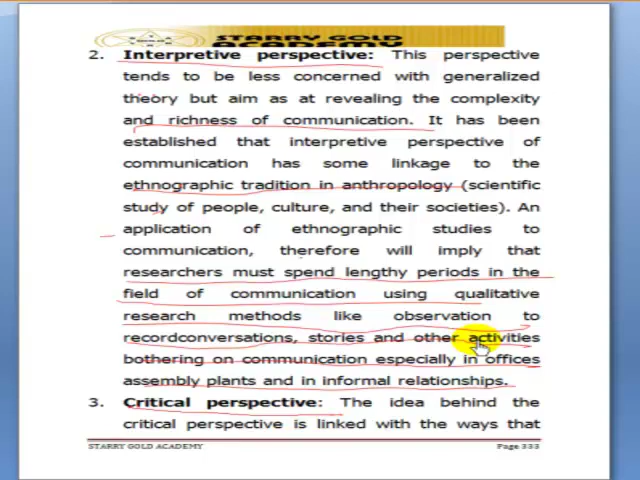 STARRY GOLD
ACADEMY
2. Interpretive perspective: This perspective
tends to be less concerned with generalized
theory but aim as at revealing the complexity
and richness of communication. It has been
established that interpretive perspective of
communication has some linkage to the
ethnographic tradition in anthropology (scientific
study of people, culture, and their societies). An
application of ethnographic studies to
communication, therefore will imply that
researchers must spend lengthy periods in the
field of communication using qualitative
research methods like observation to
recordconversations, stories and other activities
bothering on communication especially in offices
assembly plants and in informal relationships.
3. Critical perspective: The idea behind the
critical perspective is linked with the ways that
STARRY GOLD ACADEMY Page 333